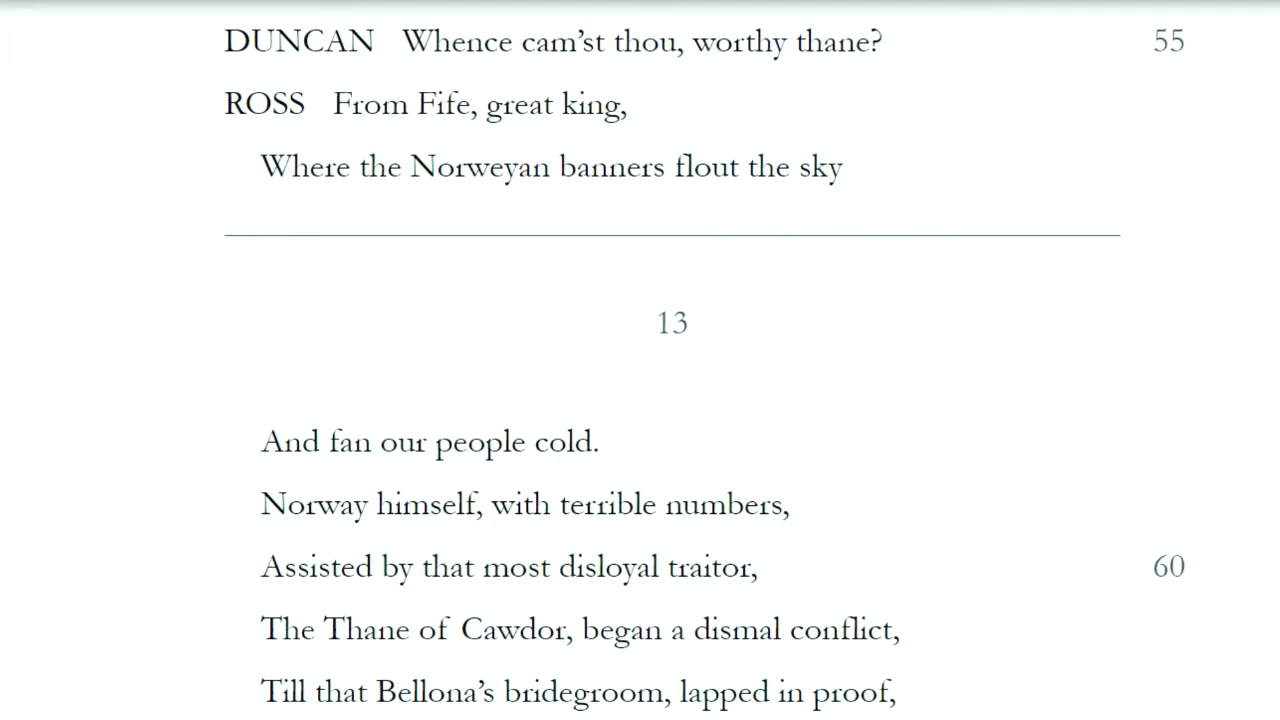 DUNCAN Whence cam’st thou, worthy thane? 55
ROSS From Fife, great king,
Where the Norweyan banners flout the sky
13
And fan our people cold.
Norway himself, with terrible numbers,
Assisted by that most disloyal traitor, 60
The Thane of Cawdor, began a dismal conflict,
Till that Bellona’s bridegroom, lapped in proof,